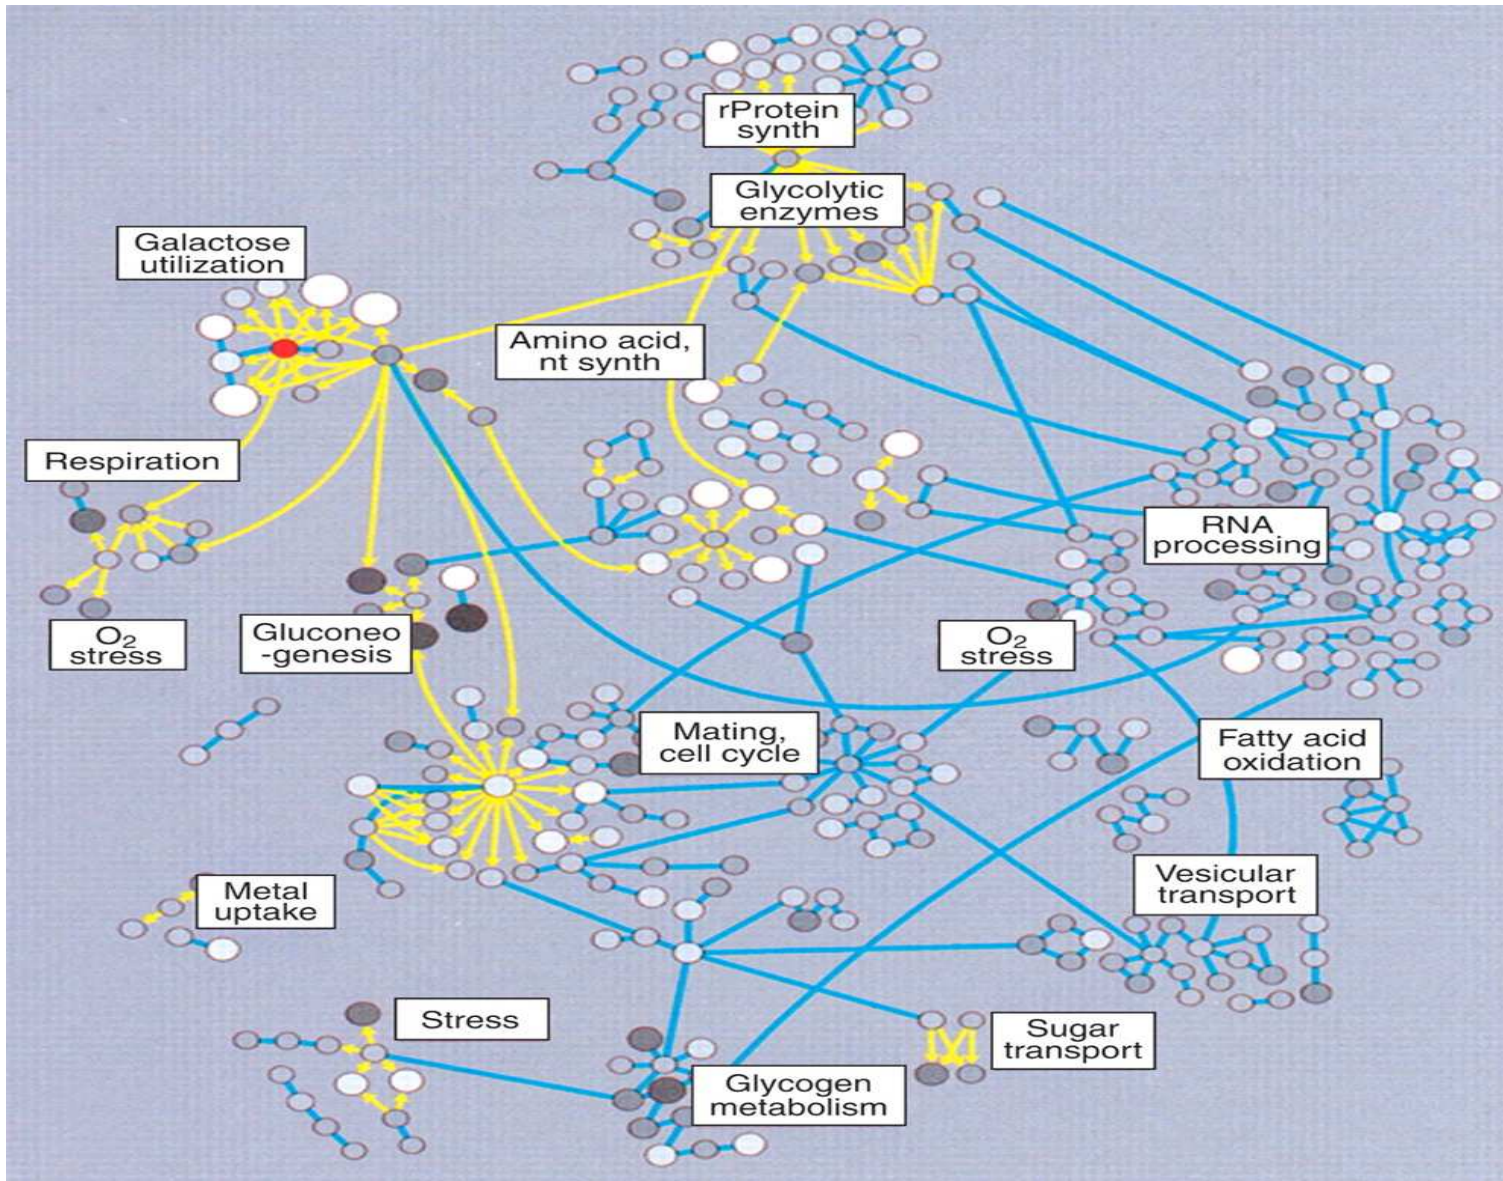 rProtein
synth
Glycolytic
enzymes
Galactose
utilization
Amino acid,
nt synth
Respiration
RNA
processing
O2
stress
Gluconeo
-genesis
O2
stress
Mating,
cell cycle
Fatty acid
oxidation
Vesicular
transport
Metal
uptake
Stress
Sugar
transport
Glycogen
metabolism